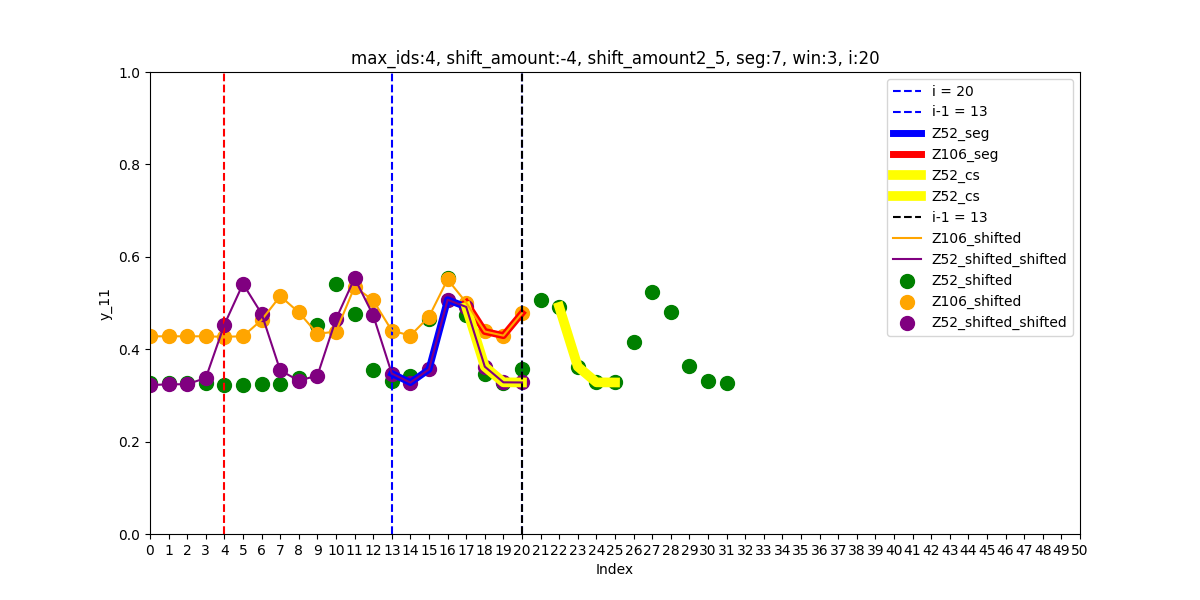 max_ids:4, shift_amount:-4, shift_amount2_5, seg:7, win:3, i:20
1.0
0.8
0.6
0.4
0.2
0.0
y_11
i = 20
i-1 = 13
Z52_seg
Z106_seg
Z52_cs
Z52_cs
i-1 = 13
Z106_shifted
Z52_shifted_shifted
Z52_shifted
Z106_shifted
Z52_shifted_shifted
0 1 2 3 4 5 6 7 8 9 10 11 12 13 14 15 16 17 18 19 20 21 22 23 24 25 26 27 28 29 30 31 32 33 34 35 36 37 38 39 40 41 42 43 44 45 46 47 48 49 50
Index